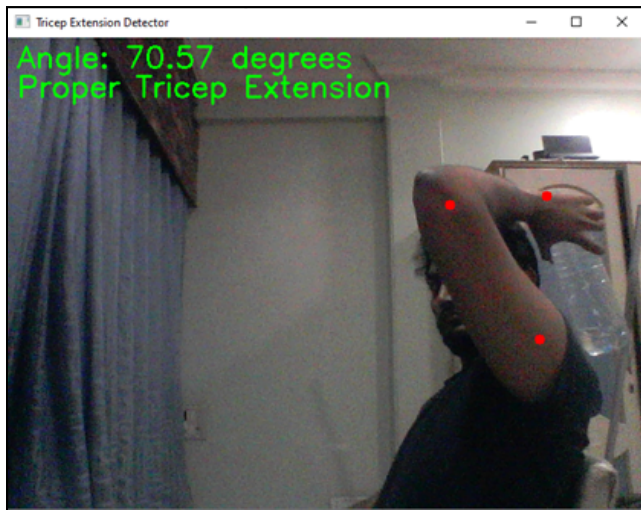 Tricep Extension Detector
Angle: 70.57 degrees
Proper Tricep Extension